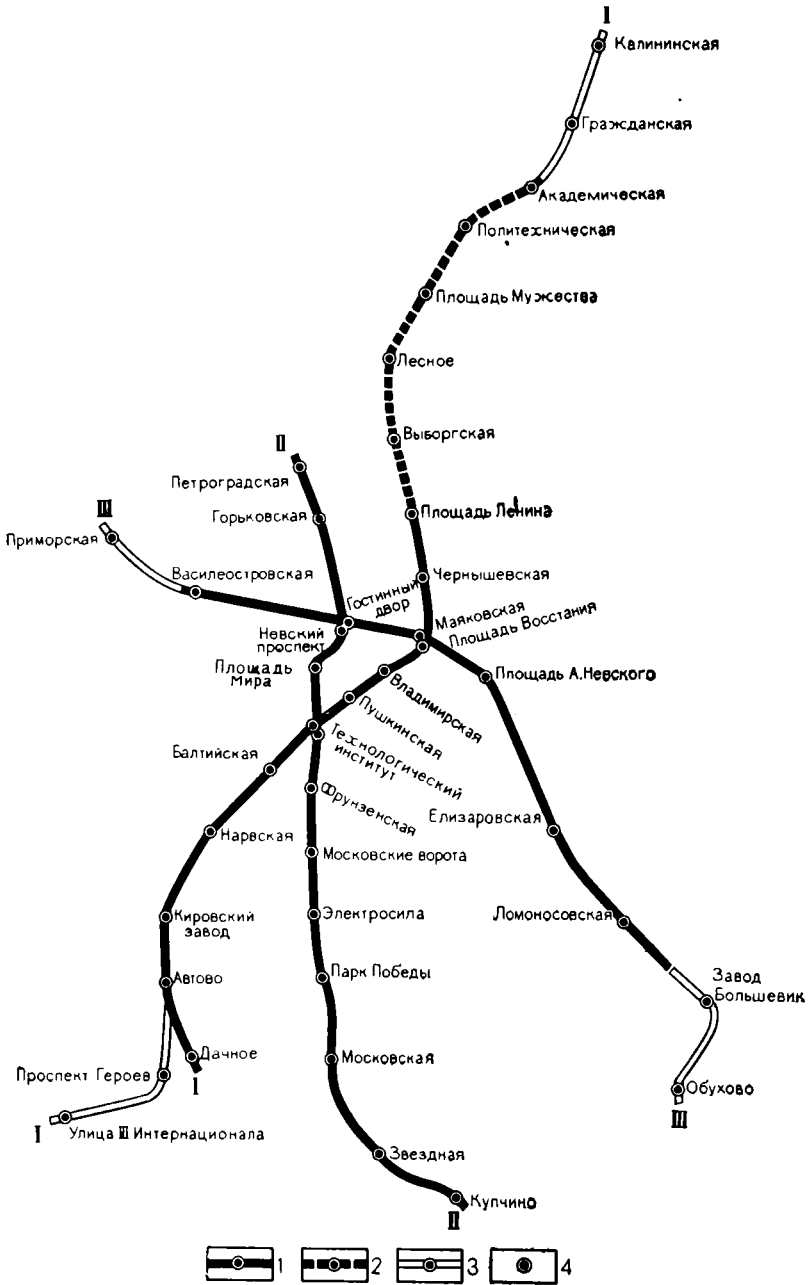 I
Калининская
Гражданская
Академическая
Политехническая
Площадь Мужества
Лесное
Выборгская
II
Петроградская
Горьковская
Площадь Ленина
III
Приморская
Василеостровская
Чернышевская
Гостинный
двор
Невский
проспект
Маяковская
Площадь Восстания
Площадь
Мира
Площадь А.Невского
Владимирская
Пушкинская
Технологический
институт
Балтийская
Фрунзенская
Елизаровская
Нарвская
Московские ворота
Кировский
завод
Электросила
Ломоносовская
Автово
Парк Победы
Завод
Большевик
Дачное
Московская
Проспект Героев
I
Обухово
I
Улица III Интернационала
III
Звездная
Купчино
II
1
2
3
4